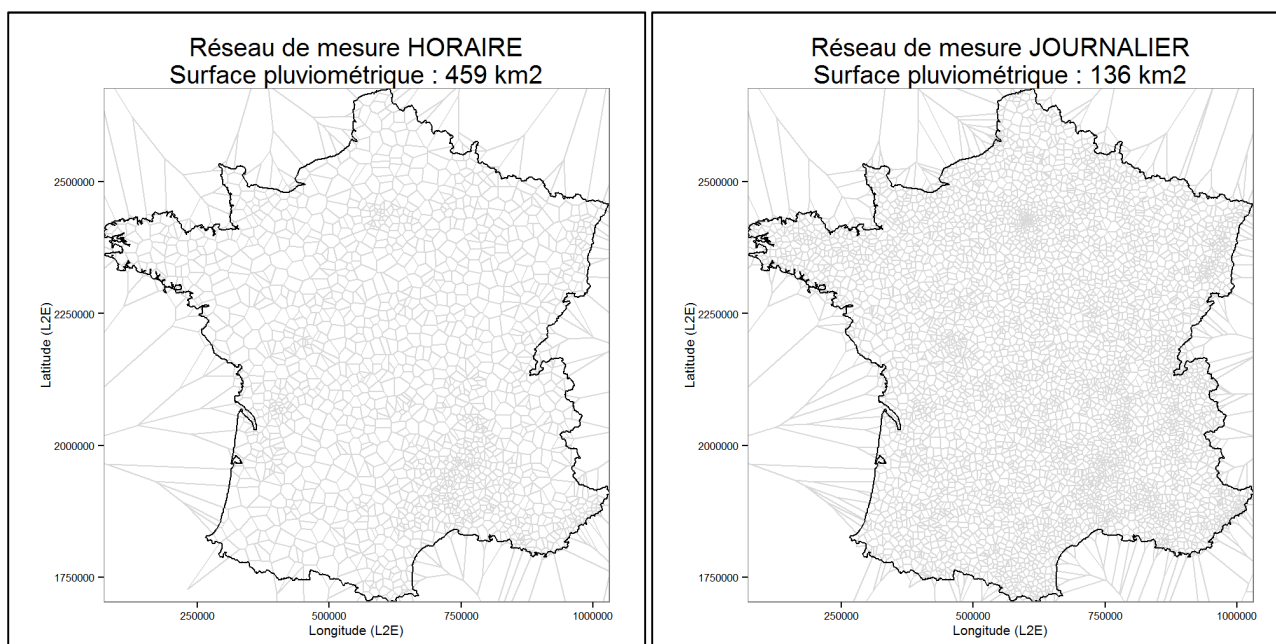 Réseau de mesure HORAIRE
Surface pluviométrique : 459 km2
2500000
2250000
2000000
1750000
Latitude (L2E)
250000 500000 750000 1000000
Longitude (L2E)
Réseau de mesure JOURNALIER
Surface pluviométrique : 136 km2
2500000
2250000
2000000
1750000
Latitude (L2E)
250000 500000 750000 1000000
Longitude (L2E)